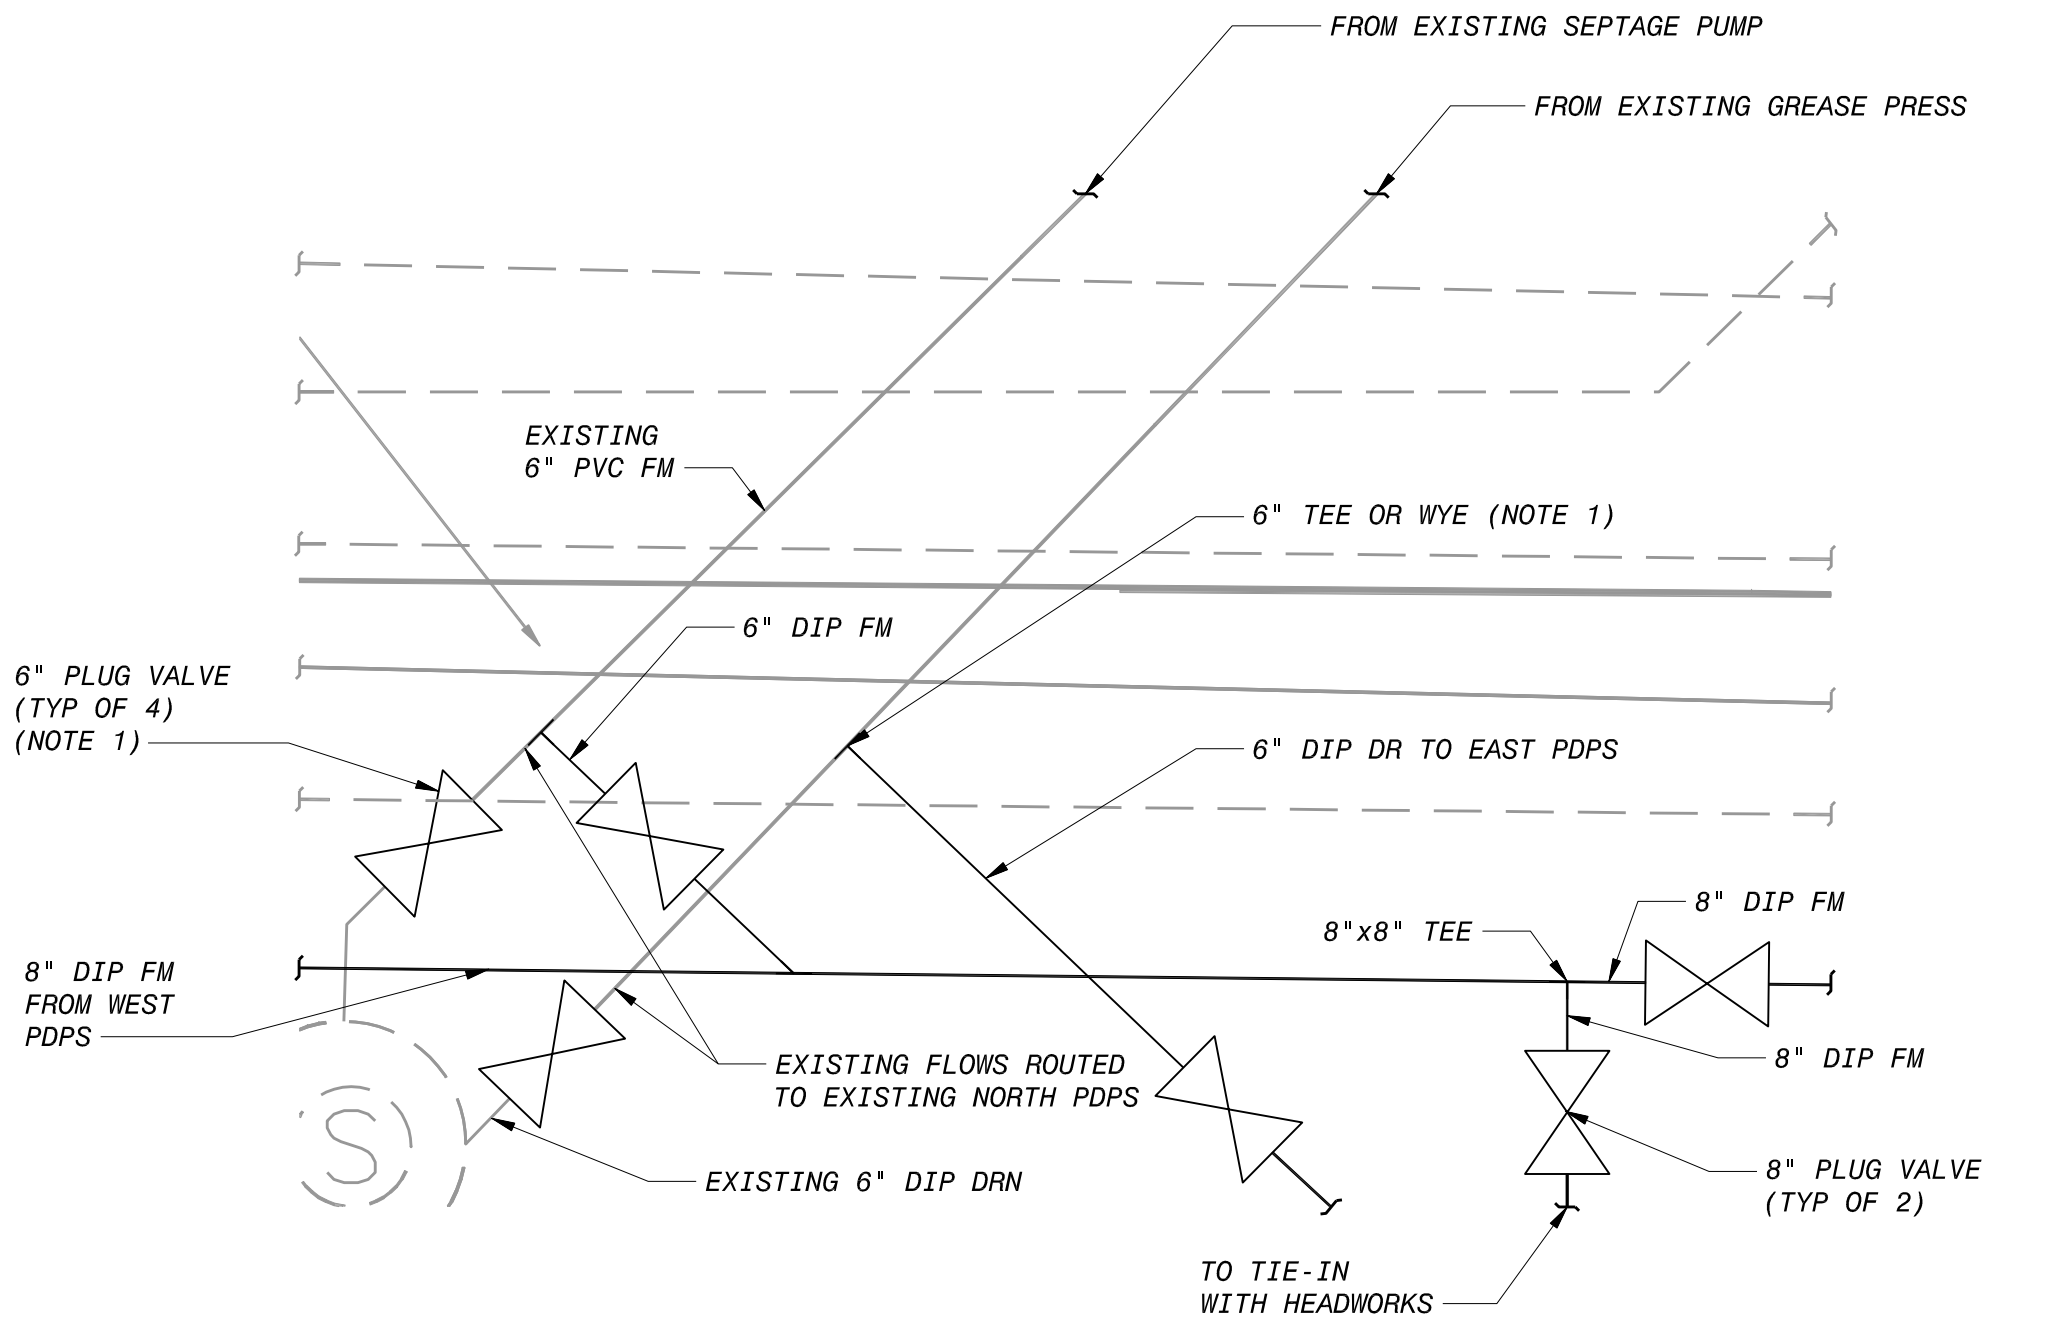 FROM EXISTING SEPTAGE PUMP
FROM EXISTING GREASE PRESS
EXISTING
6" PVC FM
6" TEE OR WYE (NOTE 1)
6" DIP FM
6" PLUG VALVE
(TYP OF 4)
(NOTE 1)
6" DIP DR TO EAST PDPS
8" DIP FM
8"x8" TEE
8" DIP FM
FROM WEST
PDPS
8" DIP FM
EXISTING FLOWS ROUTED
TO EXISTING NORTH PDPS
S
EXISTING 6" DIP DRN
8" PLUG VALVE
(TYP OF 2)
TO TIE-IN
WITH HEADWORKS